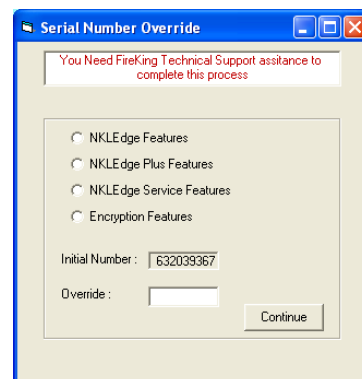 Serial Number Override
You Need FireKing Technical Support assitance to
complete this process
NKLEdge Features
NKLEdge Plus Features
NKLEdge Service Features
Encryption Features
Initial Number : 632039367
Override :
Continue